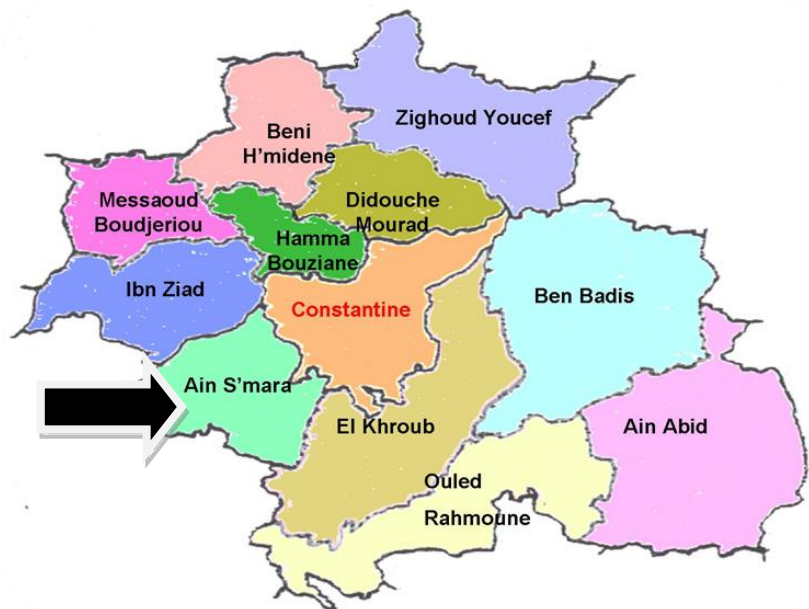 Zighoud Youcef
Beni
H'midene
Messaoud
Boudjeriou
Didouche
Mourad
Hamma
Bouziane
Ibn Ziad
Constantine
Ben Badis
Ain S'mara
El Khroub
Ain Abid
Ouled
Rahmoune